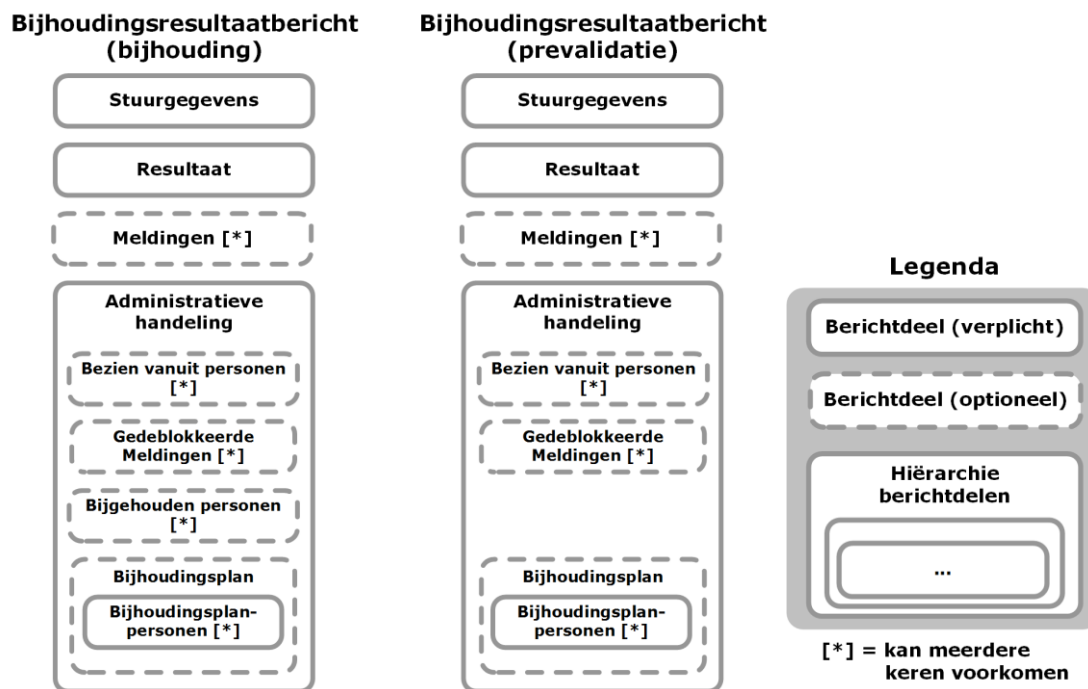 Bijhoudingsresultaatbericht
(bijhouding)
Stuurgegevens
Resultaat
Meldingen [*]
Administratieve
handeling
Bezien vanuit personen
[*]
Gedeblokkeerde
Meldingen [*]
Bijgehouden personen
[*]
Bijhoudingsplan
Bijhoudingsplan-
personen [*]
Bijhoudingsresultaatbericht
(prevalidatie)
Stuurgegevens
Resultaat
Meldingen [*]
Administratieve
handeling
Bezien vanuit personen
[*]
Gedeblokkeerde
Meldingen [*]
Bijhoudingsplan
Bijhoudingsplan-
personen [*]
Legenda
Berichtdeel (verplicht)
Berichtdeel (optioneel)
Hiërarchie
berichtdelen
...
[*] = kan meerdere
keren voorkomen